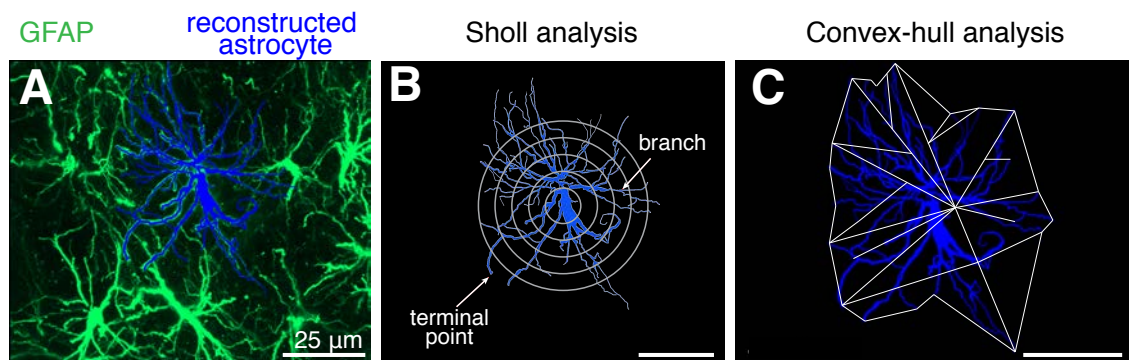 GFAP
reconstructed
astrocyte
Sholl analysis
Convex-hull analysis
A
B
C
branch
terminal
point
25 µm